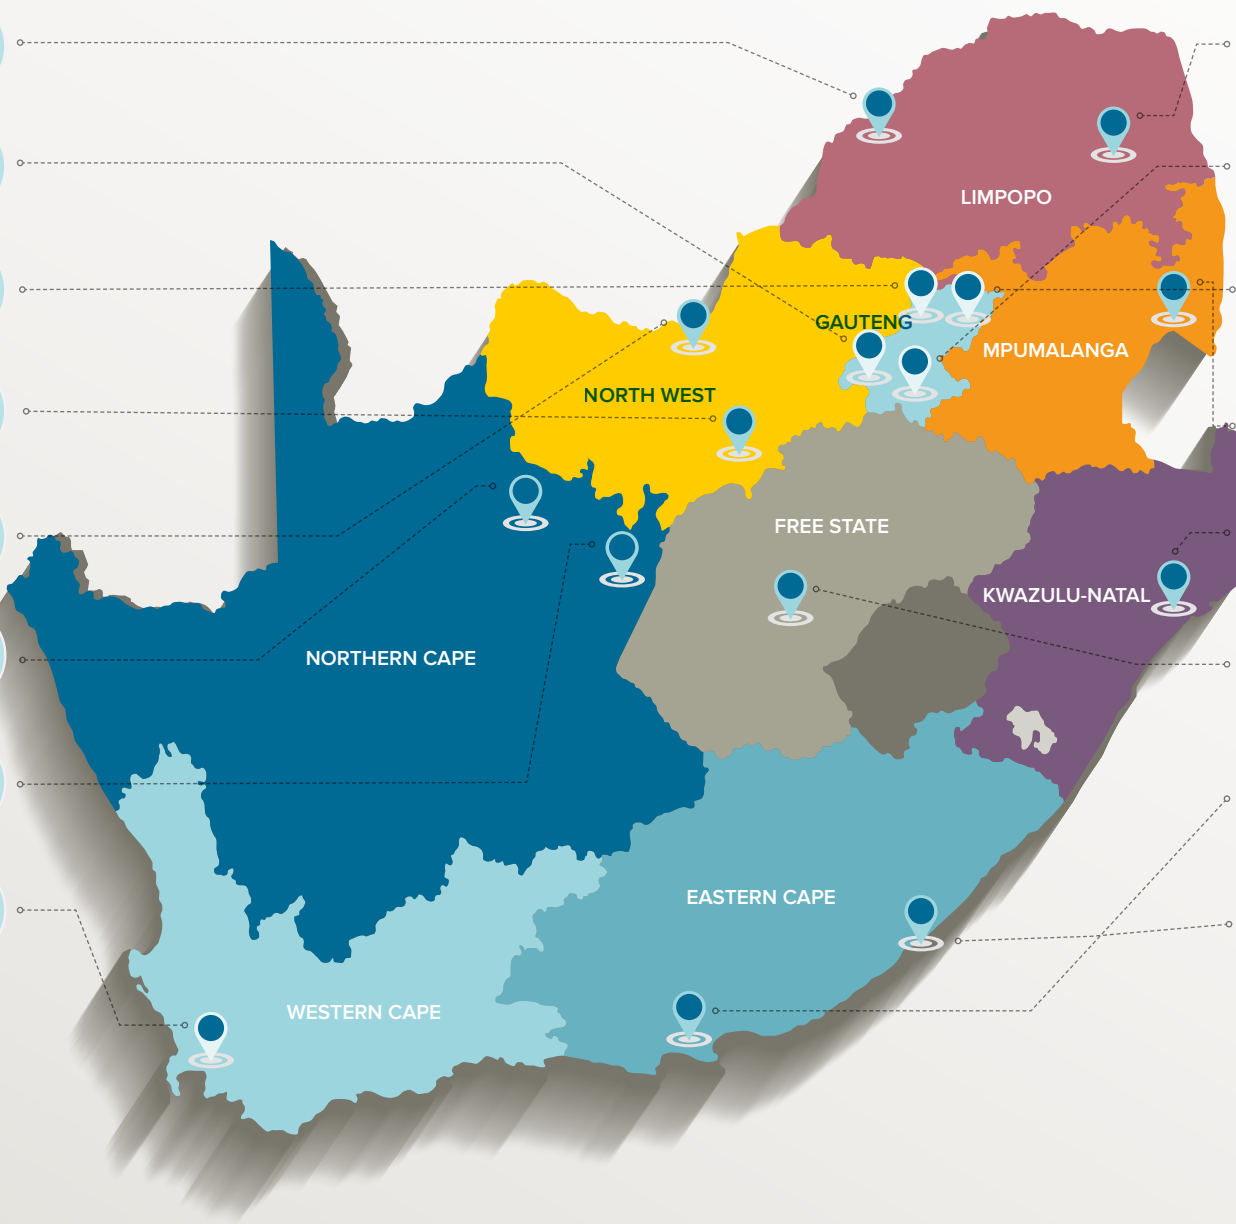 LIMPOPO
GAUTENG
MPUMALANGA
NORTH WEST
FREE STATE
KWAZULU-NATAL
NORTHERN CAPE
EASTERN CAPE
WESTERN CAPE